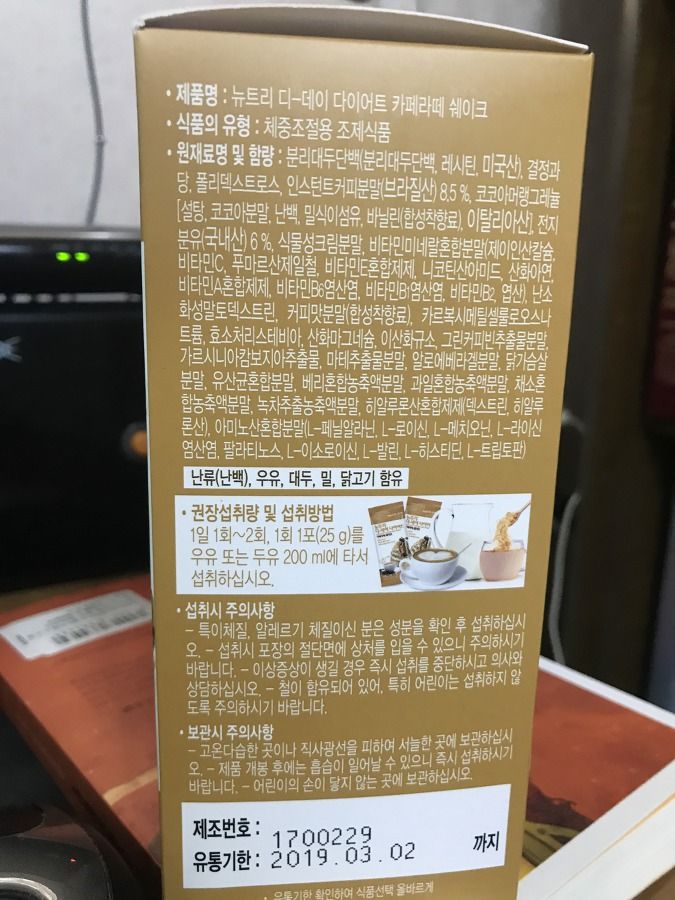 • 제품명 : 뉴트리 디-데이 다이어트 카페라떼 쉐이크
• 식품의 유형 : 체중조절용 조제식품
• 원재료명 및 함량 : 분리대두단백(분리대두단백, 레시틴, 미국산), 결정과
당, 폴리덱스트로스, 인스턴트커피분말(브라질산) 8.5 %, 코코아머랭그레뉼
[설탕, 코코아분말, 난백, 밀식이섬유, 바닐린(합성착향료), 이탈리아산], 전지
분유(국내산) 6 %, 식물성크림분말, 비타민미네랄혼합분말(제이인산칼슘,
비타민C, 푸마르산제일철, 비타민E혼합제제, 니코틴산아미드, 산화아연,
비타민A혼합제제, 비타민B6염산염, 비타민B1염산염, 비타민B2, 엽산), 난소
화성말토덱스트린, 커피맛분말(합성착향료), 카르복시메틸셀룰로오스나
트륨, 효소처리스테비아, 산화마그네슘, 이산화규소, 그린커피빈추출물분말,
가르시니아캄보지아추출물, 마테추출물분말, 알로에베라겔분말, 닭가슴살
분말, 유산균혼합분말, 베리혼합농축액분말, 과일혼합농축액분말, 채소혼
합농축액분말, 녹차추출농축액분말, 히알루론산혼합제제(덱스트린, 히알루
론산), 아미노산혼합분말(L-페닐알라닌, L-로이신, L-메치오닌, L-라이신
염산염, 팔라티노스, L-이소로이신, L-발린, L-히스티딘, L-트립토판)
난류(난백), 우유, 대두, 밀, 닭고기 함유
• 권장섭취량 및 섭취방법
1일 1회~2회, 1회 1포(25 g)를
우유 또는 두유 200 ml에 타서
섭취하십시오.
• 섭취시 주의사항
– 특이체질, 알레르기 체질이신 분은 성분을 확인 후 섭취하십시
오. – 섭취시 포장의 절단면에 상처를 입을 수 있으니 주의하시기
바랍니다. – 이상증상이 생길 경우 즉시 섭취를 중단하시고 의사와
상담하십시오. – 철이 함유되어 있어, 특히 어린이는 섭취하지 않
도록 주의하시기 바랍니다.
• 보관시 주의사항
– 고온다습한 곳이나 직사광선을 피하여 서늘한 곳에 보관하십시
오. – 제품 개봉 후에는 흡습이 일어날 수 있으니 즉시 섭취하시기
바랍니다. – 어린이의 손이 닿지 않는 곳에 보관하십시오.
제조번호 : 1700229
유통기한 : 2019.03.02 까지
• 유통기한 확인하여 식품선택 올바르게